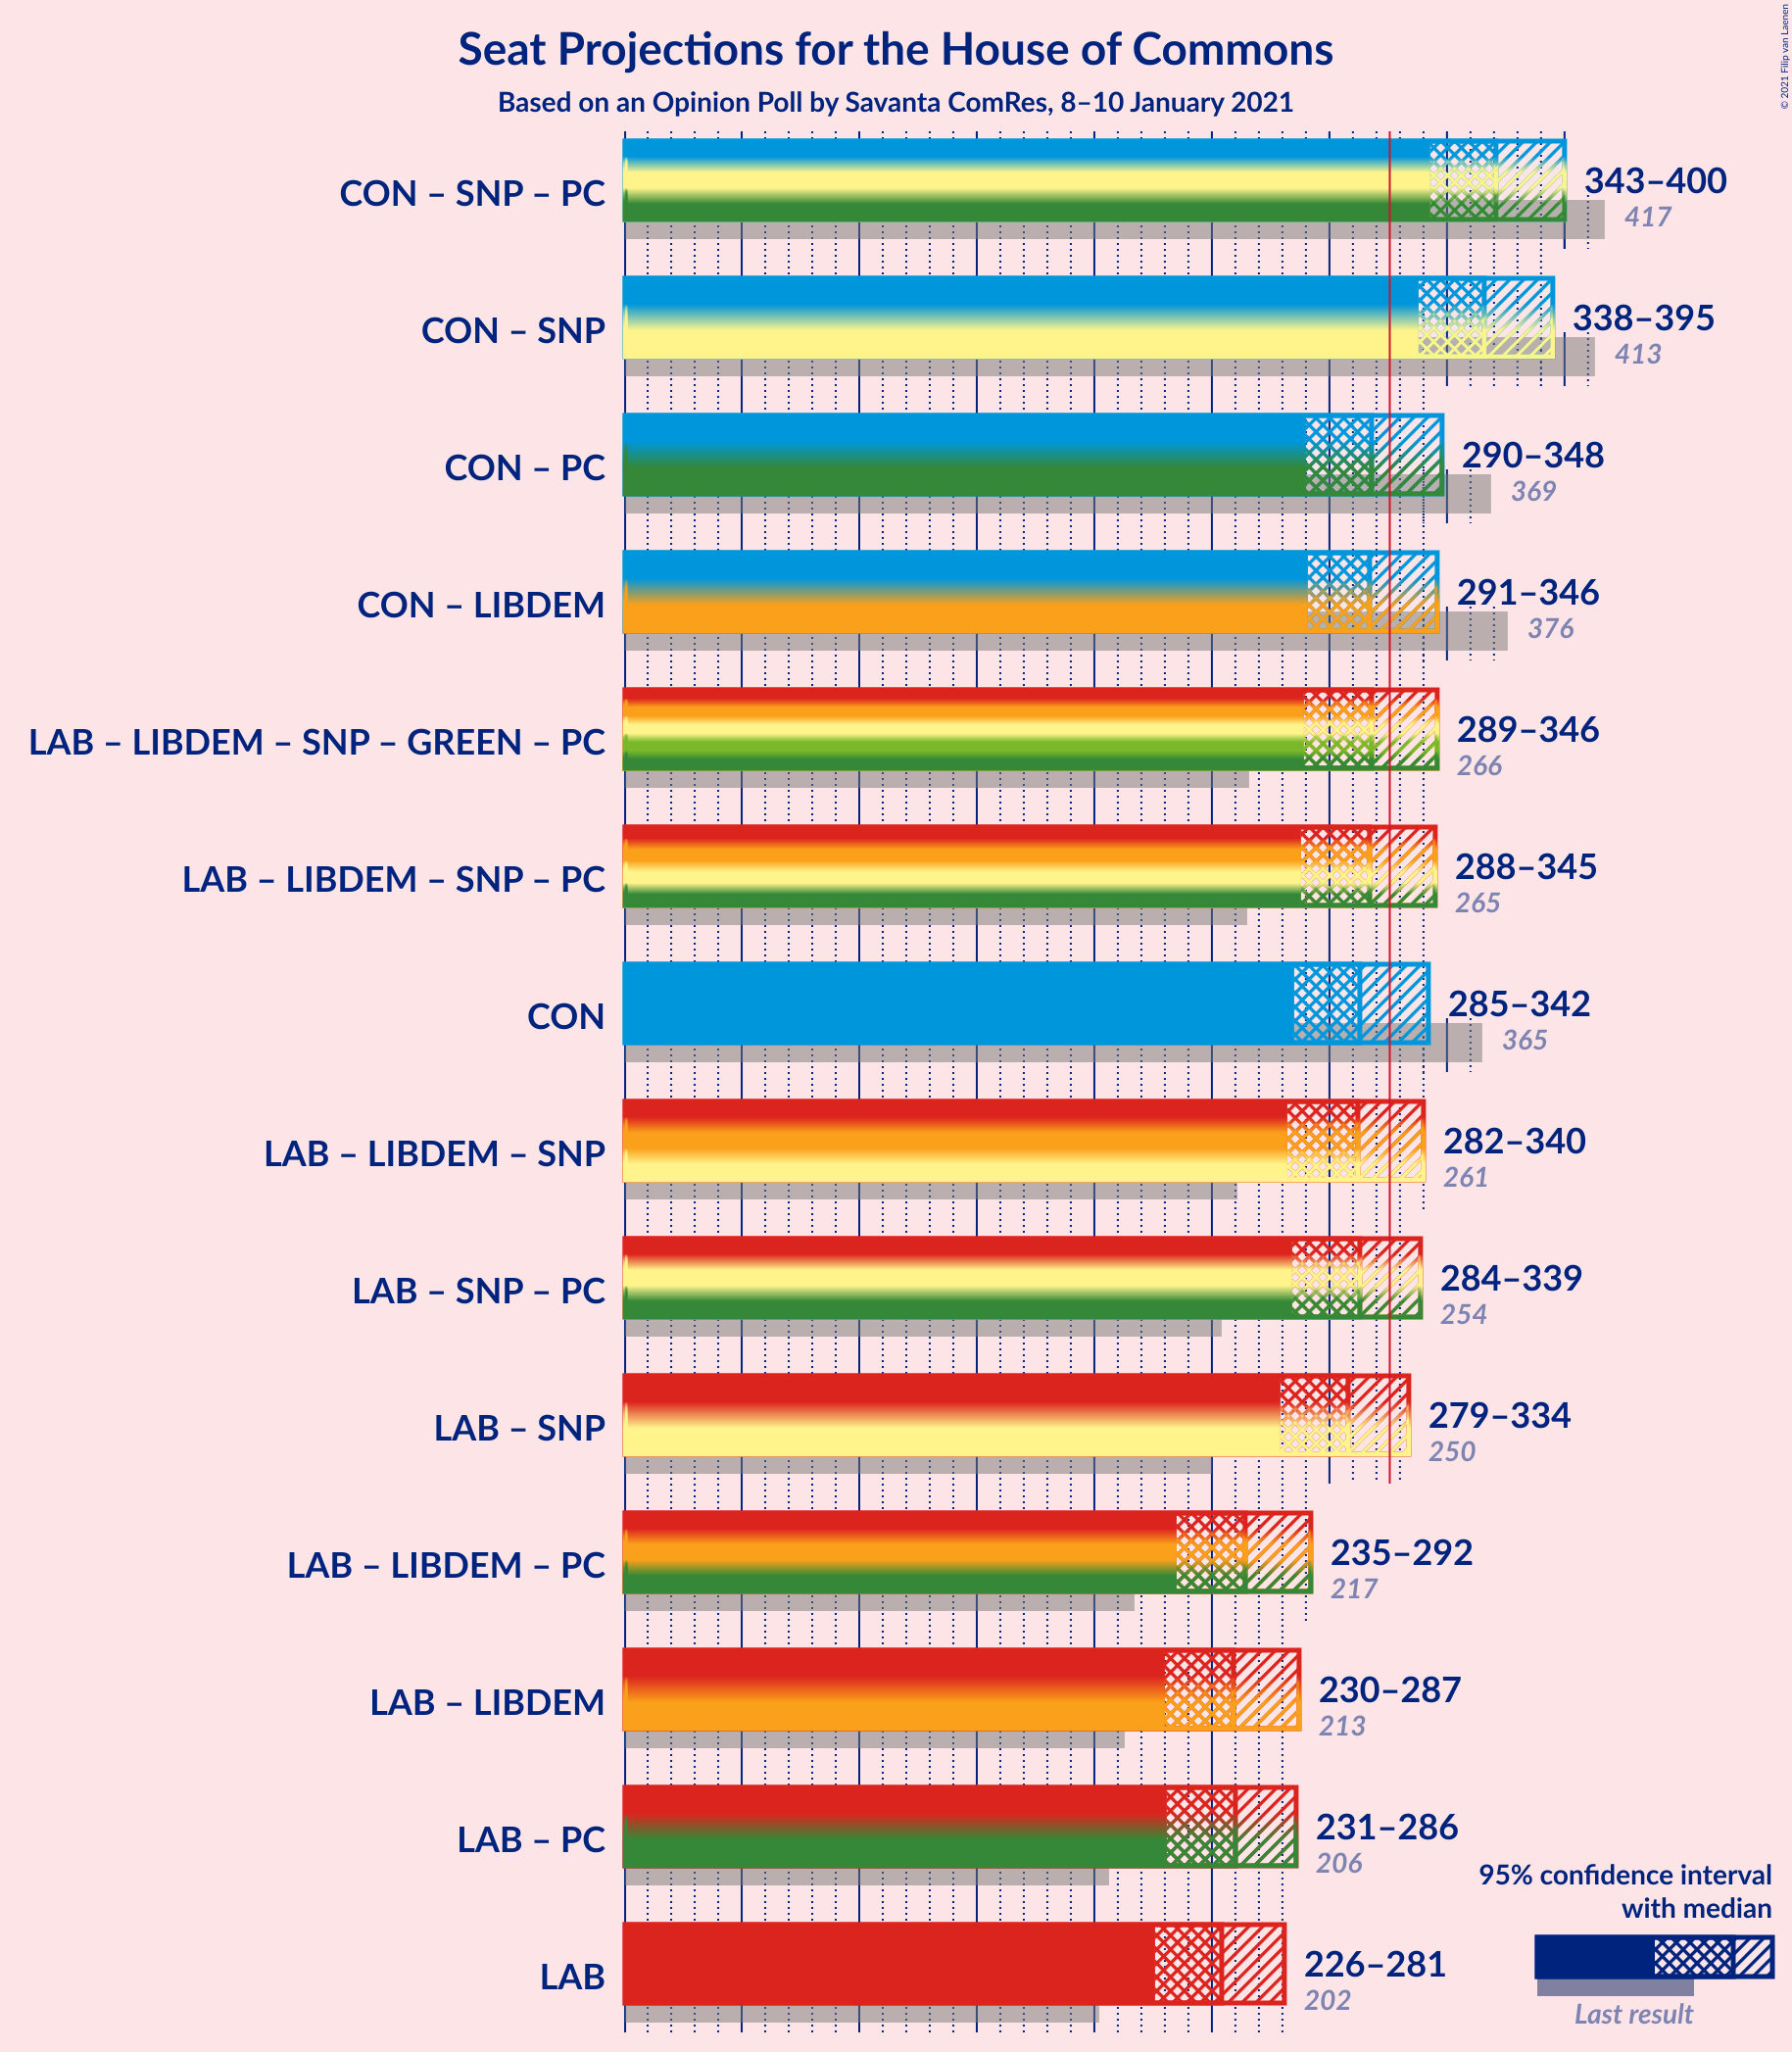 Seat Projections for the House of Commons
Based on an Opinion Poll by Savanta ComRes, 8–10 January 2021
© 2021 Filip van Laenen
CON – SNP – PC
343–400
417
CON – SNP
338–395
413
CON – PC
290–348
369
CON – LIBDEM
291–346
376
LAB – LIBDEM – SNP – GREEN – PC
289–346
266
LAB – LIBDEM – SNP – PC
288–345
265
CON
285–342
365
LAB – LIBDEM – SNP
282–340
261
LAB – SNP – PC
284–339
254
LAB – SNP
279–334
250
LAB – LIBDEM – PC
235–292
217
LAB – LIBDEM
230–287
213
LAB – PC
231–286
206
LAB
226–281
202
95% confidence interval
with median
Last result